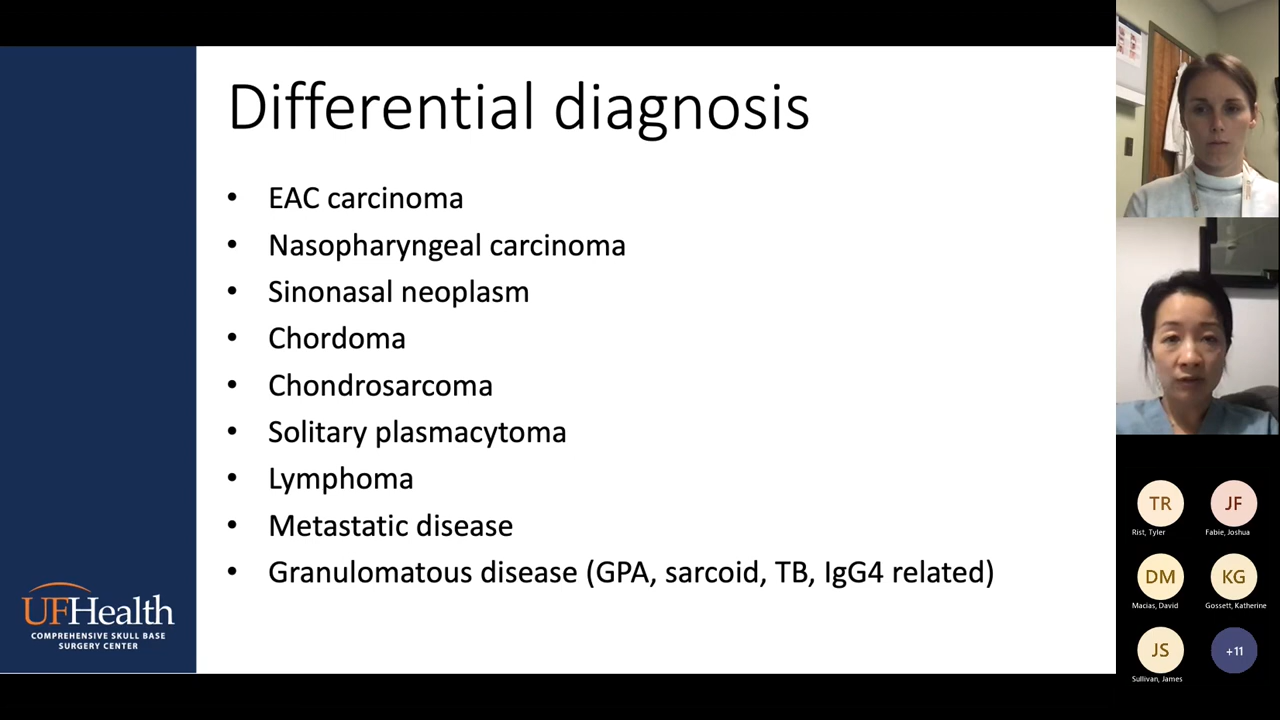 Differential diagnosis
• EAC carcinoma
• Nasopharyngeal carcinoma
• Sinonasal neoplasm
• Chordoma
• Chondrosarcoma
• Solitary plasmacytoma
• Lymphoma
• Metastatic disease
• Granulomatous disease (GPA, sarcoid, TB, IgG4 related)
UFHealth
COMPREHENSIVE SKULL BASE
SURGERY CENTER
TR
JF
Rist, Tyler
Fabie, Joshua
DM
KG
Macias, David
Gossett, Katherine
JS
+11
Sullivan, James